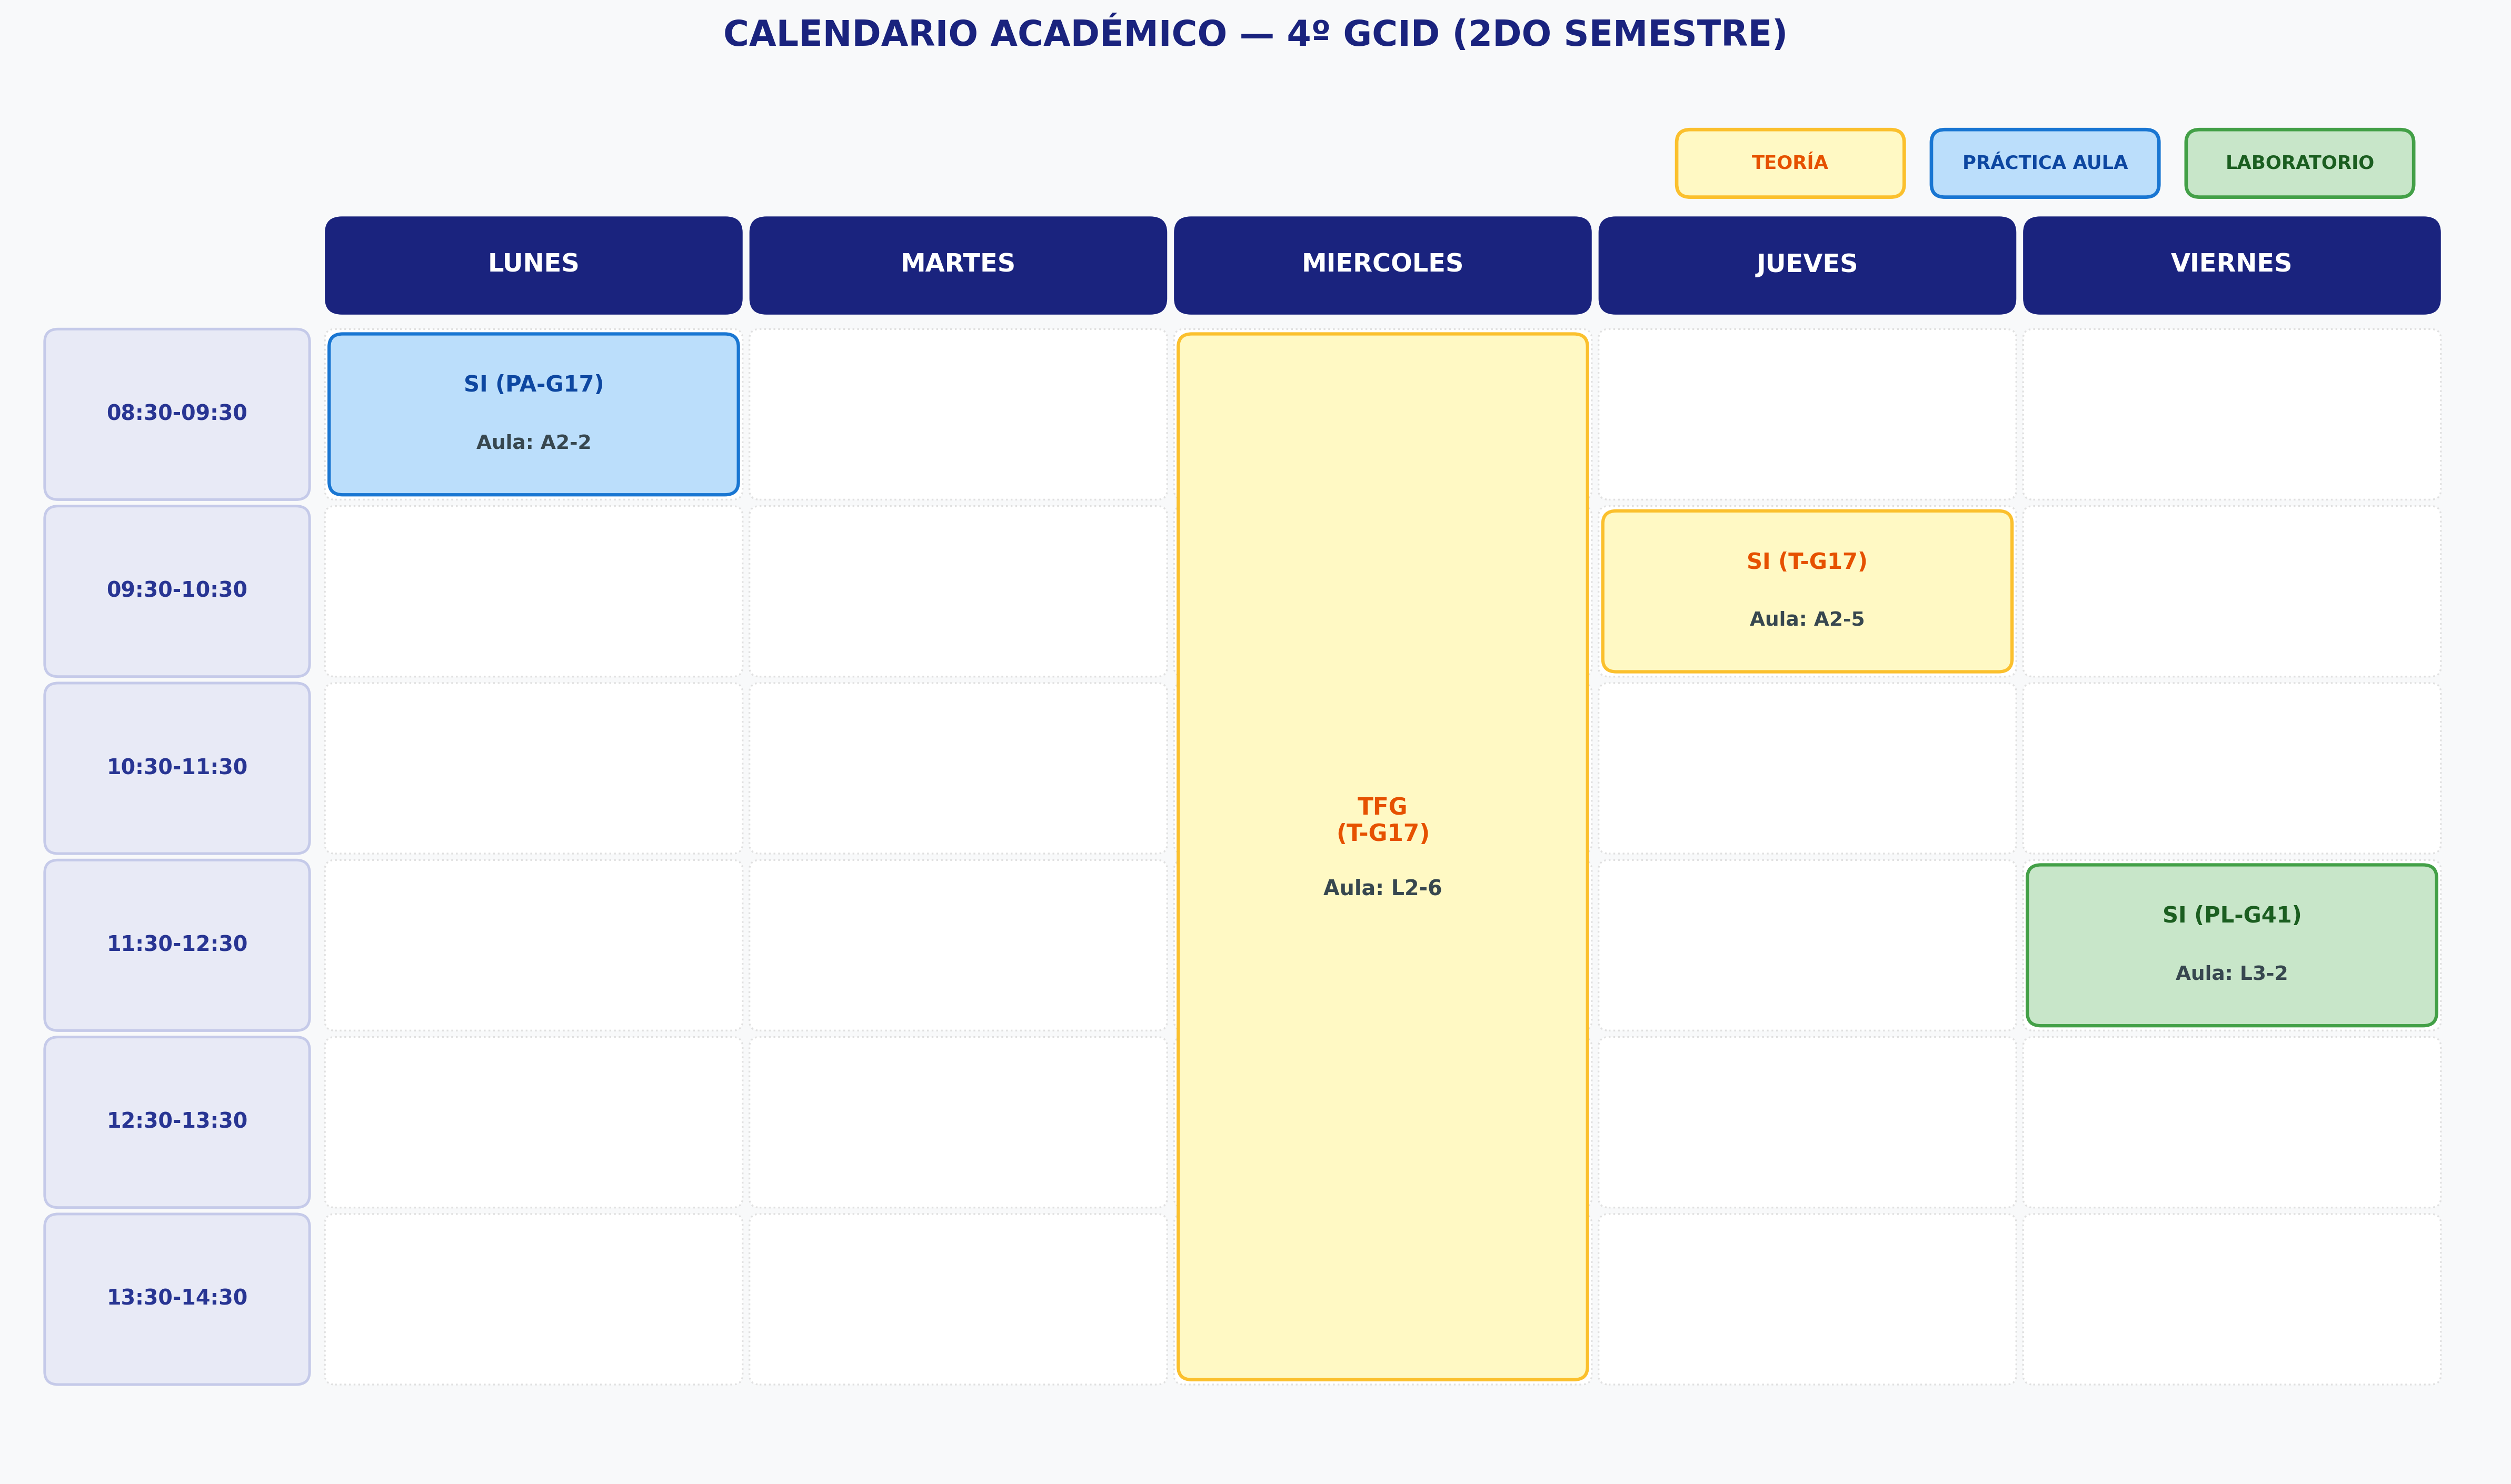 CALENDARIO ACADÉMICO — 4º GCID (2DO SEMESTRE)
TEORÍA
PRÁCTICA AULA
LABORATORIO
LUNES
MARTES
MIERCOLES
JUEVES
VIERNES
08:30-09:30
SI (PA-G17)
Aula: A2-2
09:30-10:30
SI (T-G17)
Aula: A2-5
10:30-11:30
TFG
(T-G17)
Aula: L2-6
11:30-12:30
SI (PL-G41)
Aula: L3-2
12:30-13:30
13:30-14:30